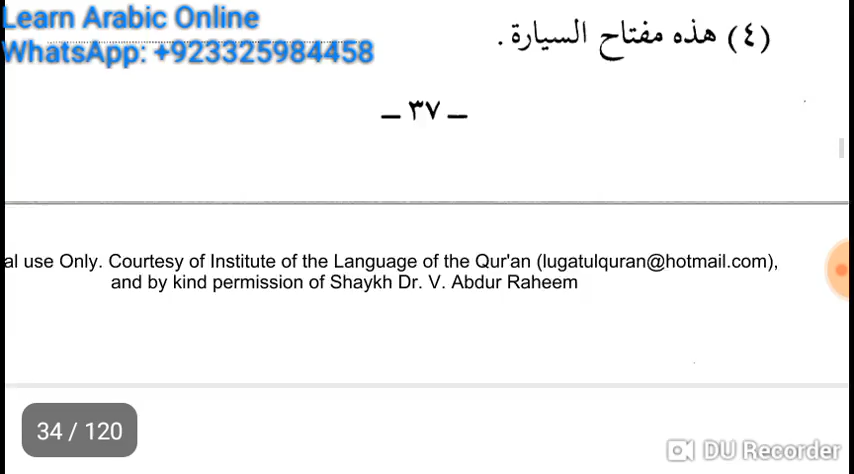 Learn Arabic Online
WhatsApp: +923325984458
(٤) هذه مفتاح السيارة .
– ٣٧ –
al use Only. Courtesy of Institute of the Language of the Qur'an (lugatulquran@hotmail.com),
and by kind permission of Shaykh Dr. V. Abdur Raheem
34 / 120
DU Recorder